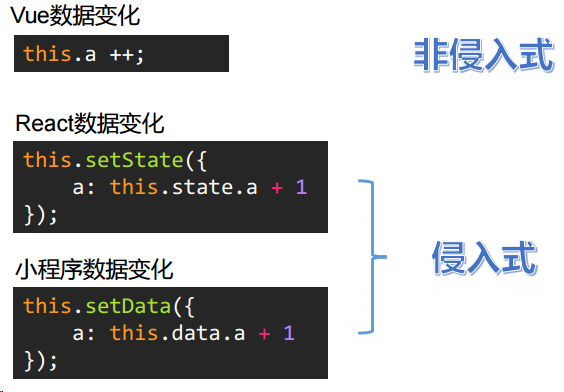 Vue数据变化
this.a ++;
非侵入式
React数据变化
this.setState({
    a: this.state.a + 1
});
侵入式
小程序数据变化
this.setData({
    a: this.data.a + 1
});